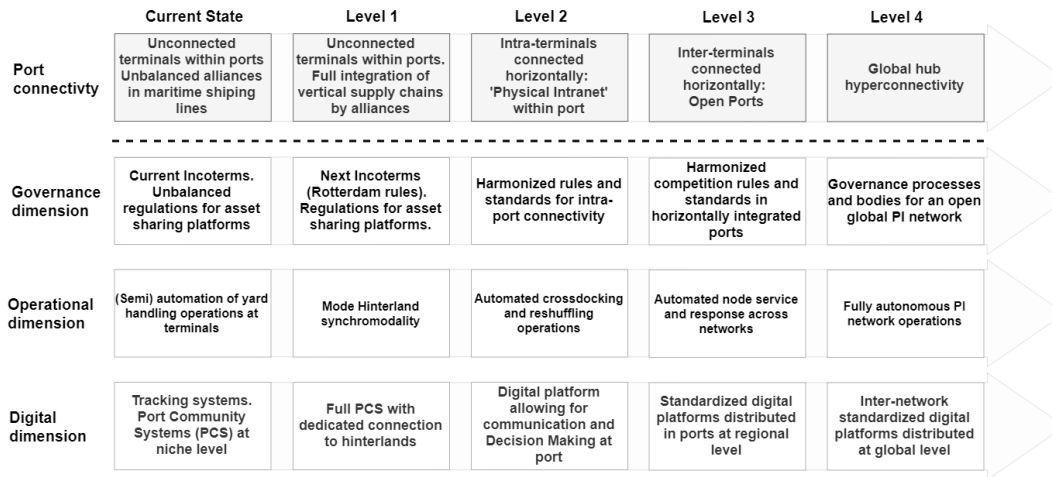 Current State
Level 1
Level 2
Level 3
Level 4
Port
connectivty
Unconnected
terminals within ports
Unbalanced alliances
in maritime shiping
lines
Unconnected
terminals within ports.
Full integration of
vertical supply chains
by alliances
Intra-terminals
connected
horizontally:
'Physical Intranet'
within port
Inter-terminals
connected
horizontally:
Open Ports
Global hub
hyperconnectivity
Governance
dimension
Current Incoterms.
Unbalanced
regulations for asset
sharing platforms
Next Incoterms
(Rotterdam rules).
Regulations for asset
sharing platforms.
Harmonized rules and
standards for intra-
port connectivity
Harmonized
competition rules and
standards in
horizontally integrated
ports
Governance processes
and bodies for an open
global PI network
Operational
dimension
(Semi) automation of yard
handling operations at
terminals
Mode Hinterland
synchromodality
Automated crossdocking
and reshuffling
operations
Automated node service
and response across
networks
Fully autonomous PI
network operations
Digital
dimension
Tracking systems.
Port Community
Systems (PCS) at
niche level
Full PCS with
dedicated connection
to hinterlands
Digital platform
allowing for
communication and
Decision Making at
port
Standardized digital
platforms distributed
in ports at regional
level
Inter-network
standardized digital
platforms distributed
at global level